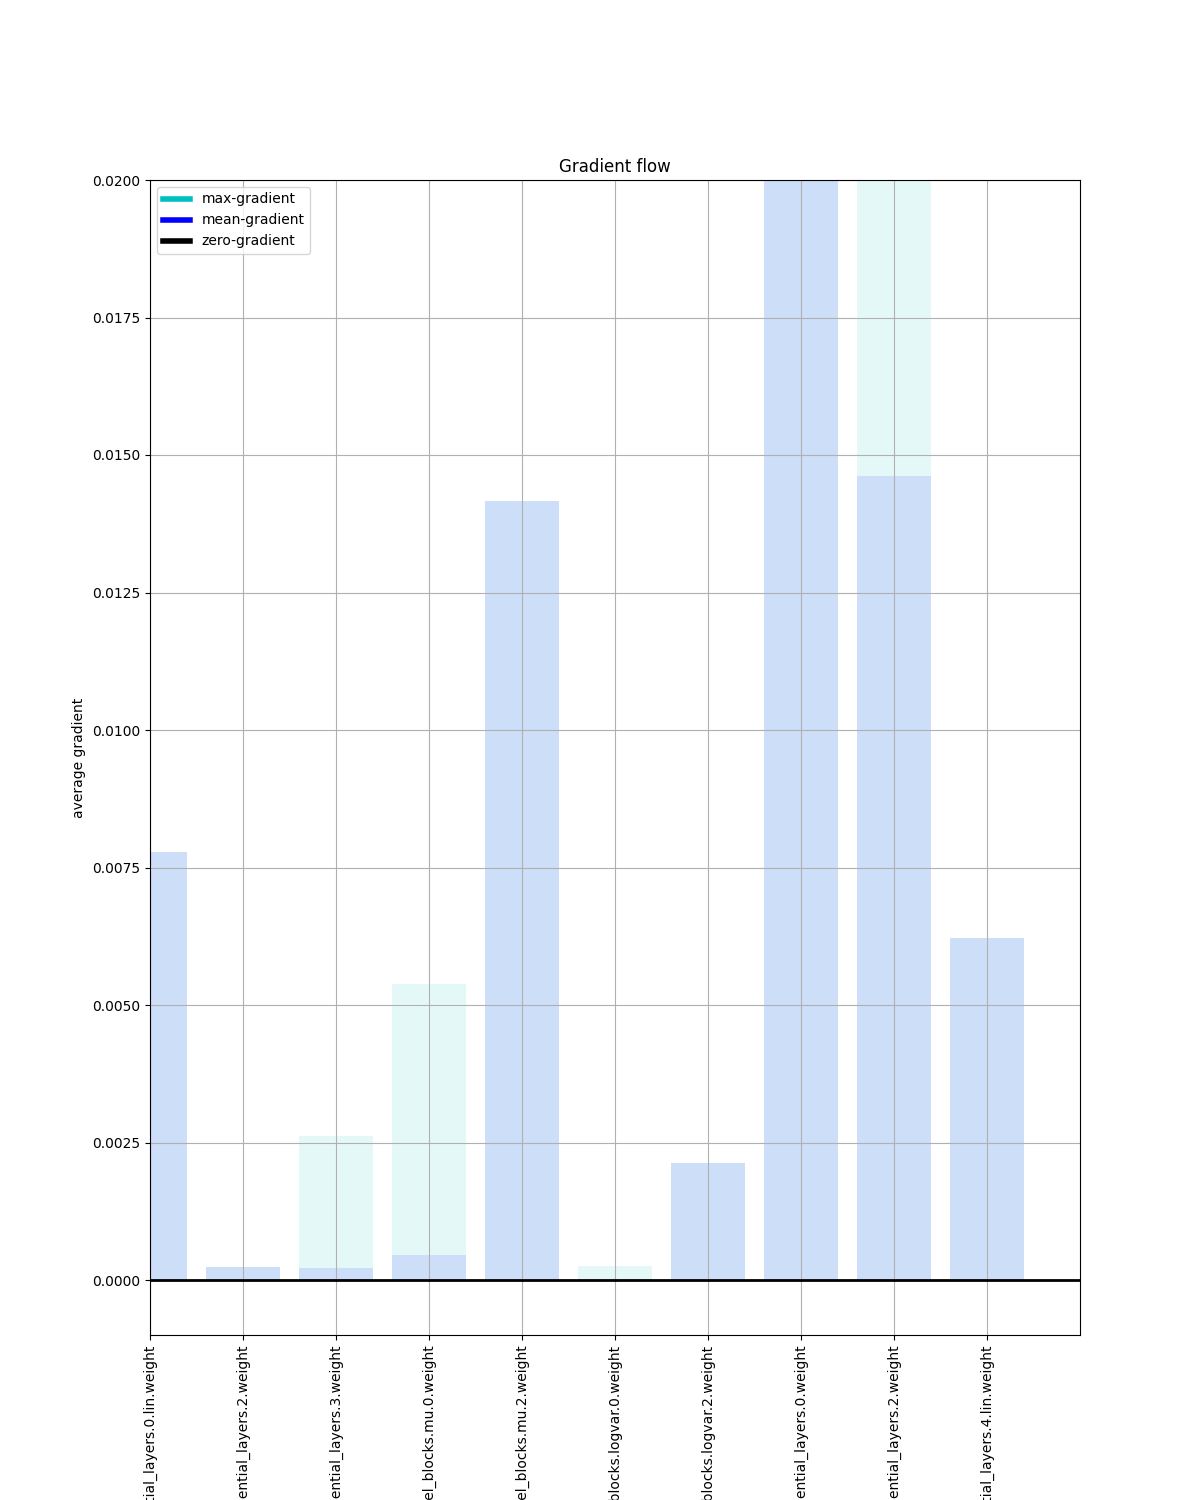 Gradient flow
max-gradient
mean-gradient
zero-gradient
0.0200
0.0175
0.0150
0.0125
0.0100
0.0075
0.0050
0.0025
0.0000
average gradient
tial_layers.0.lin.weight
ential_layers.2.weight
ential_layers.3.weight
el_blocks.mu.0.weight
el_blocks.mu.2.weight
blocks.logvar.0.weight
blocks.logvar.2.weight
ential_layers.0.weight
ential_layers.2.weight
tial_layers.4.lin.weight